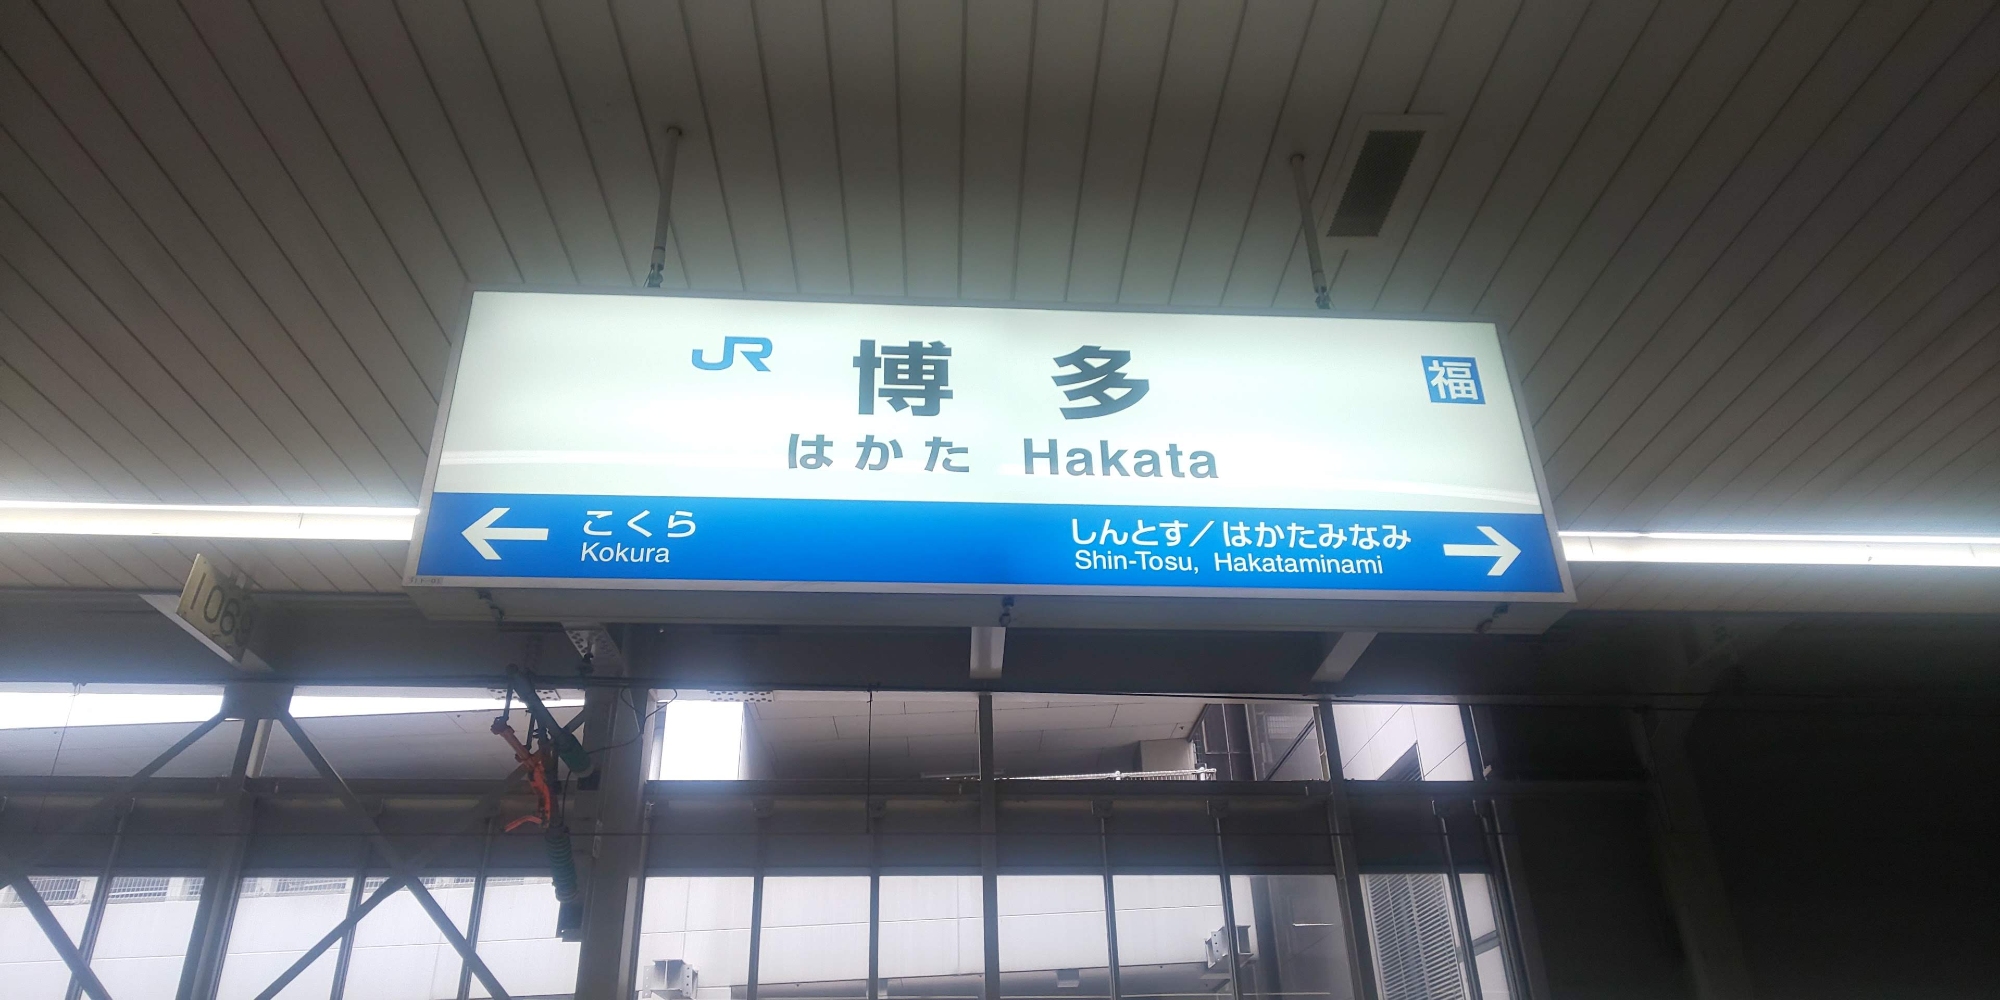 JR 博多 福
はかた Hakata
← こくら しんとす/はかたみなみ →
Kokura Shin-Tosu, Hakataminami
1069